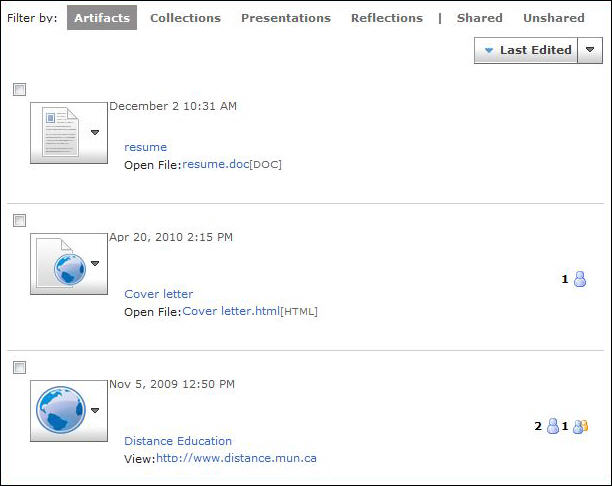 Filter by: Artifacts Collections Presentations Reflections | Shared Unshared
Last Edited
December 2 10:31 AM
resume
Open File:resume.doc[DOC]
Apr 20, 2010 2:15 PM
1
Cover letter
Open File:Cover letter.html[HTML]
Nov 5, 2009 12:50 PM
2 1
Distance Education
View:http://www.distance.mun.ca